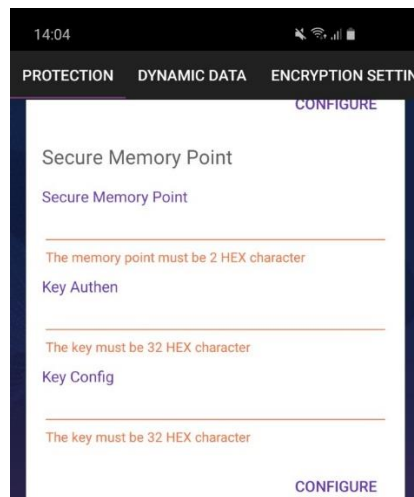 14:04
PROTECTION DYNAMIC DATA ENCRYPTION SETTIN
CONFIGURE
Secure Memory Point
Secure Memory Point
The memory point must be 2 HEX character
Key Authen
The key must be 32 HEX character
Key Config
The key must be 32 HEX character
CONFIGURE